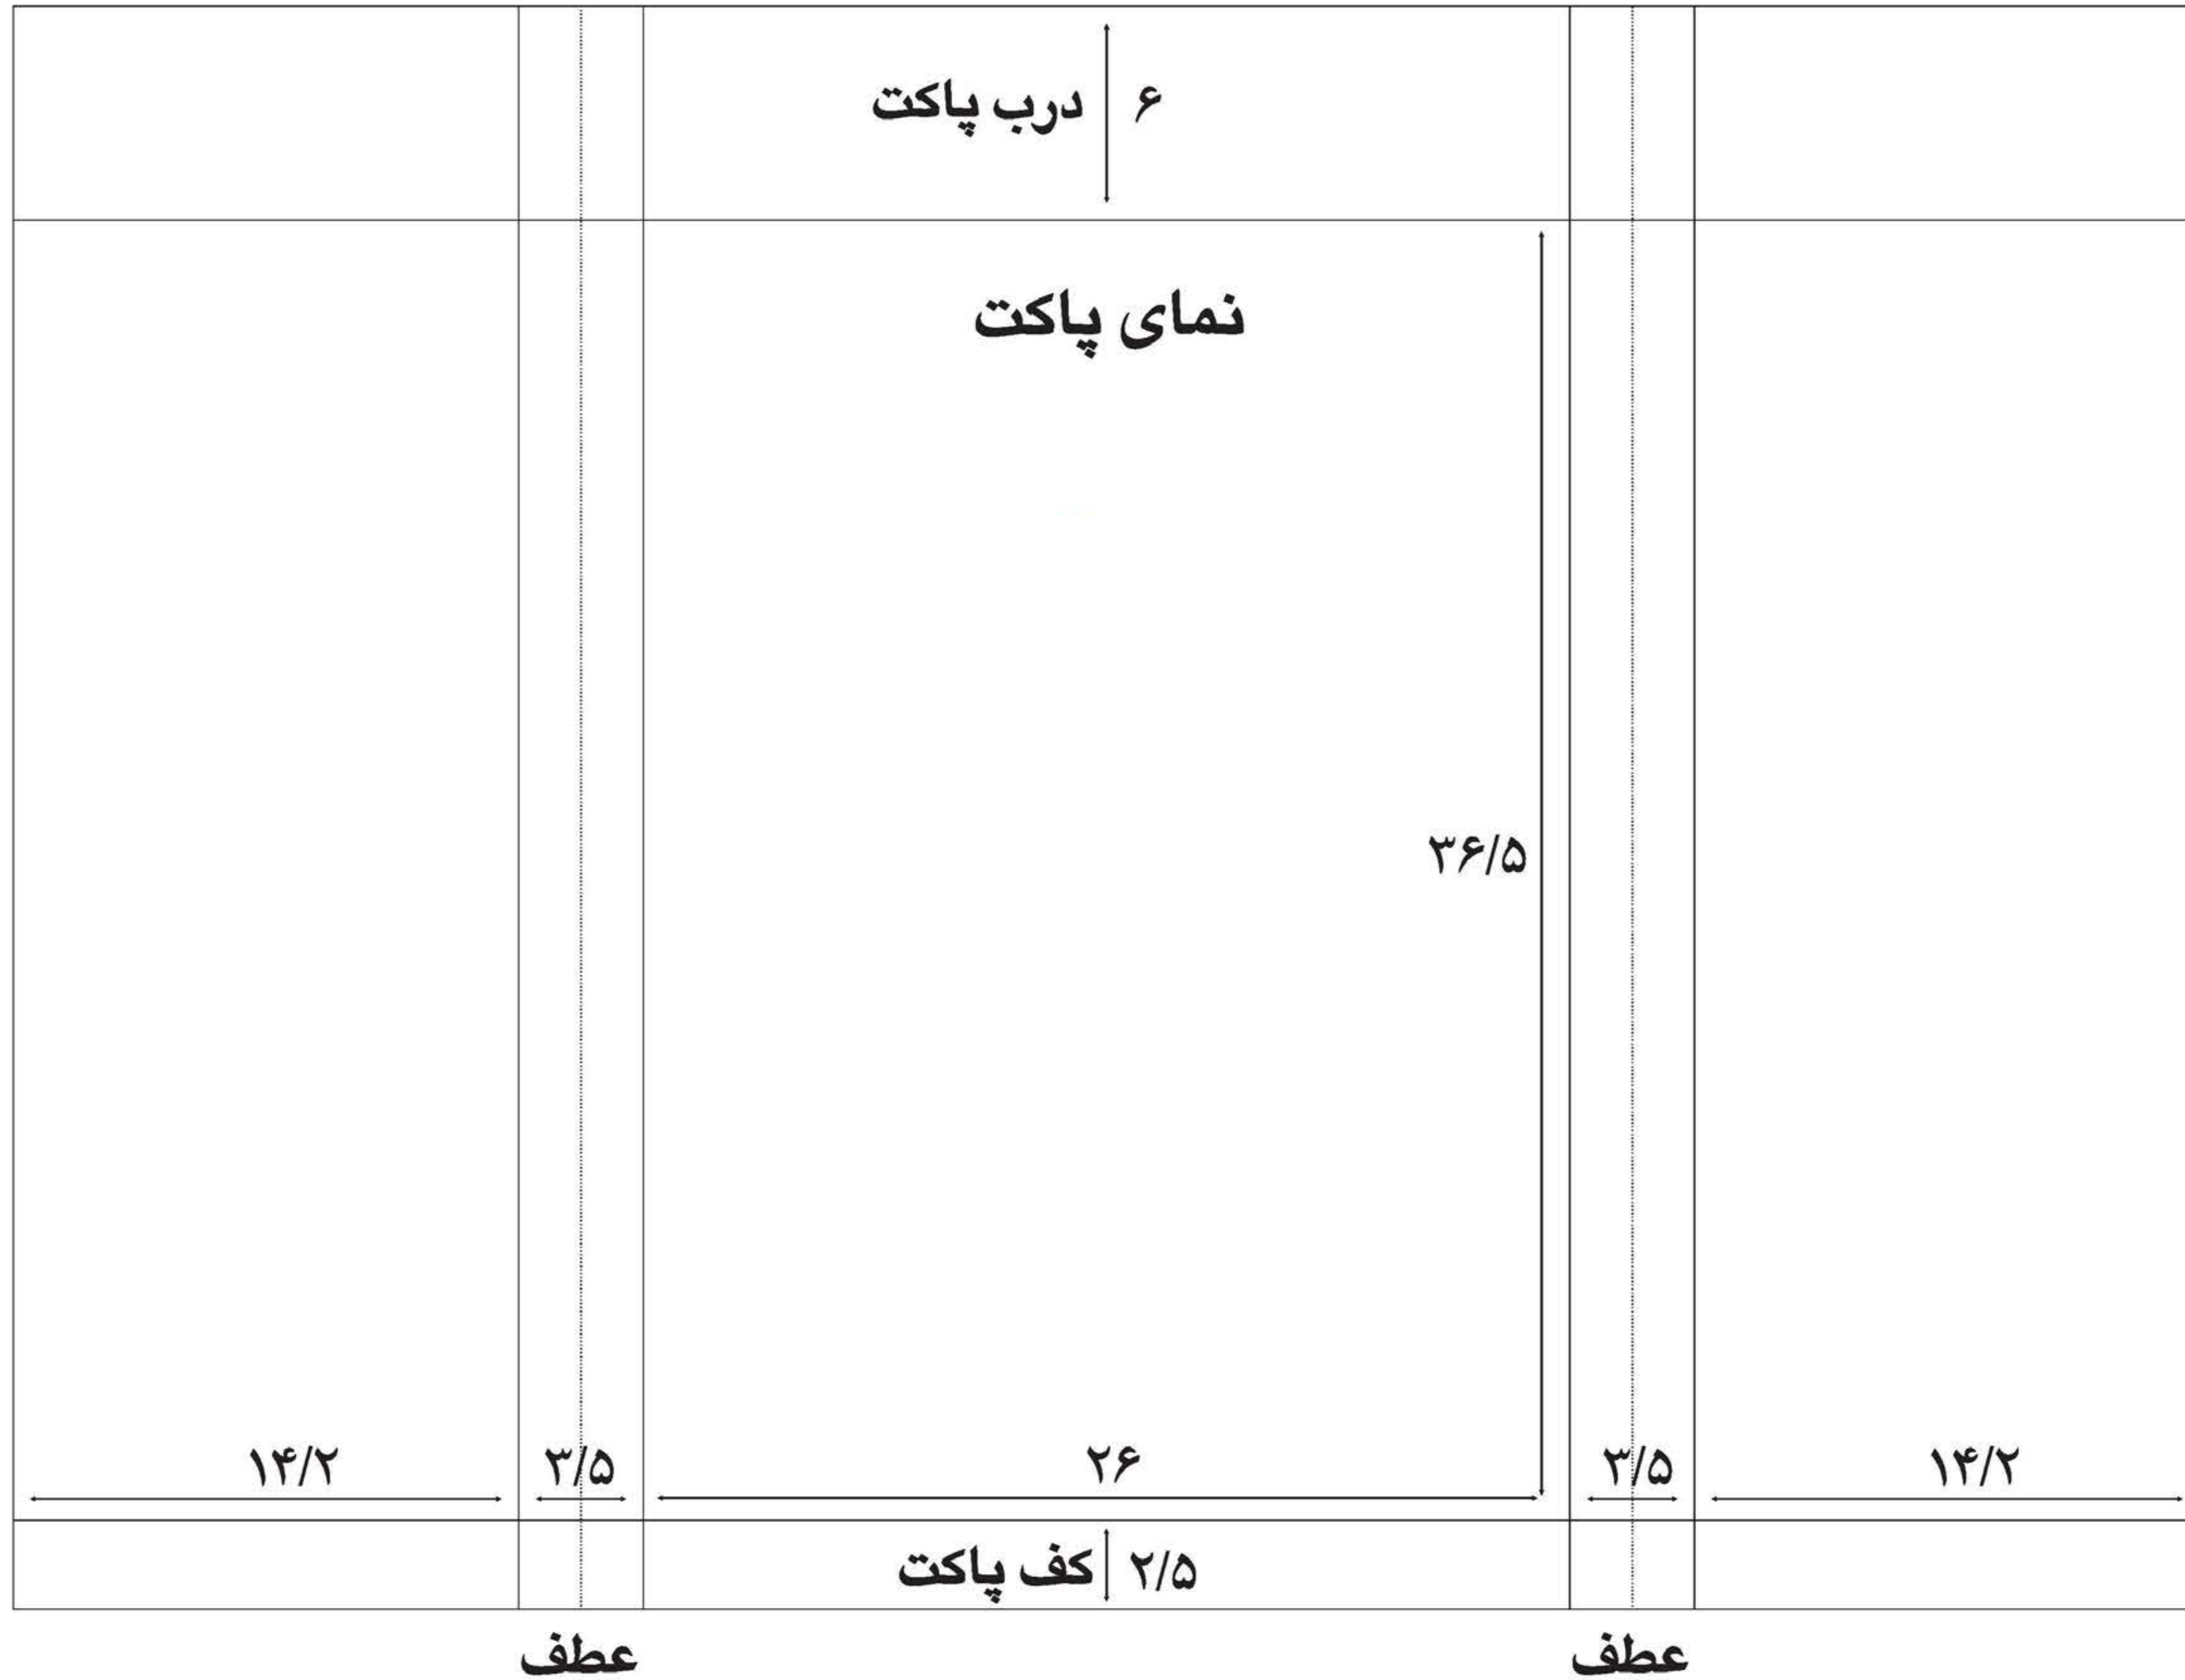 درب پاکت ۶
نمای پاکت
۳۶/۵
۱۴/۲ ۳/۵ ۲۶ ۳/۵ ۱۴/۲
کف پاکت ۲/۵
عطف عطف